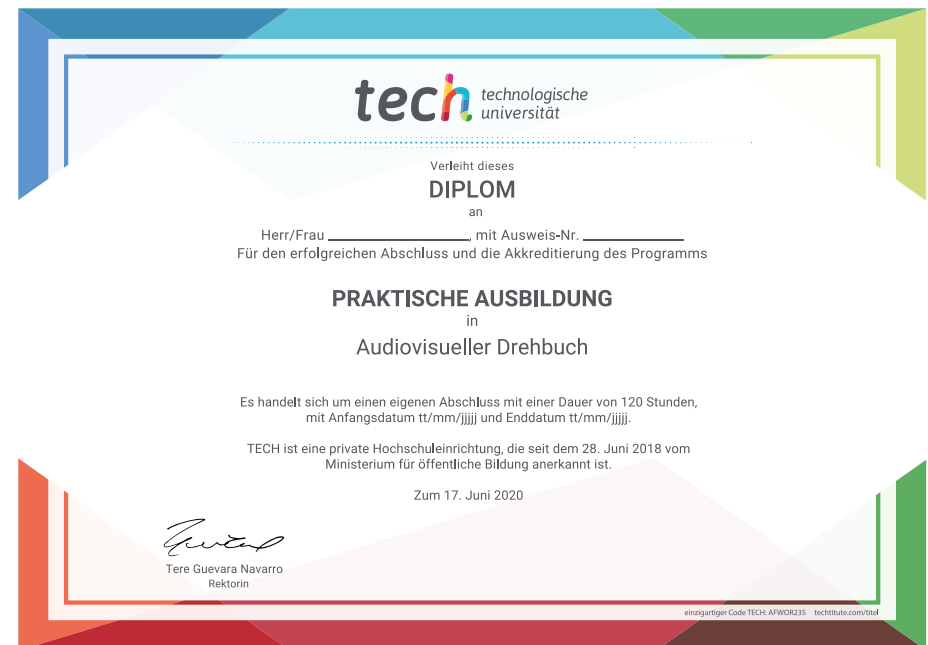 tech technologische
universität
Verleiht dieses
DIPLOM
an
Herr/Frau ____________, mit Ausweis-Nr. ____________
Für den erfolgreichen Abschluss und die Akkreditierung des Programms
PRAKTISCHE AUSBILDUNG
in
Audiovisueller Drehbuch
Es handelt sich um einen eigenen Abschluss mit einer Dauer von 120 Stunden,
mit Anfangsdatum tt/mm/jjjjj und Enddatum tt/mm/jjjjj.
TECH ist eine private Hochschuleinrichtung, die seit dem 28. Juni 2018 vom
Ministerium für öffentliche Bildung anerkannt ist.
Zum 17. Juni 2020
Tere Guevara Navarro
Rektorin
einzigartiger Code TECH: AFWOR23S techtitute.com/titel